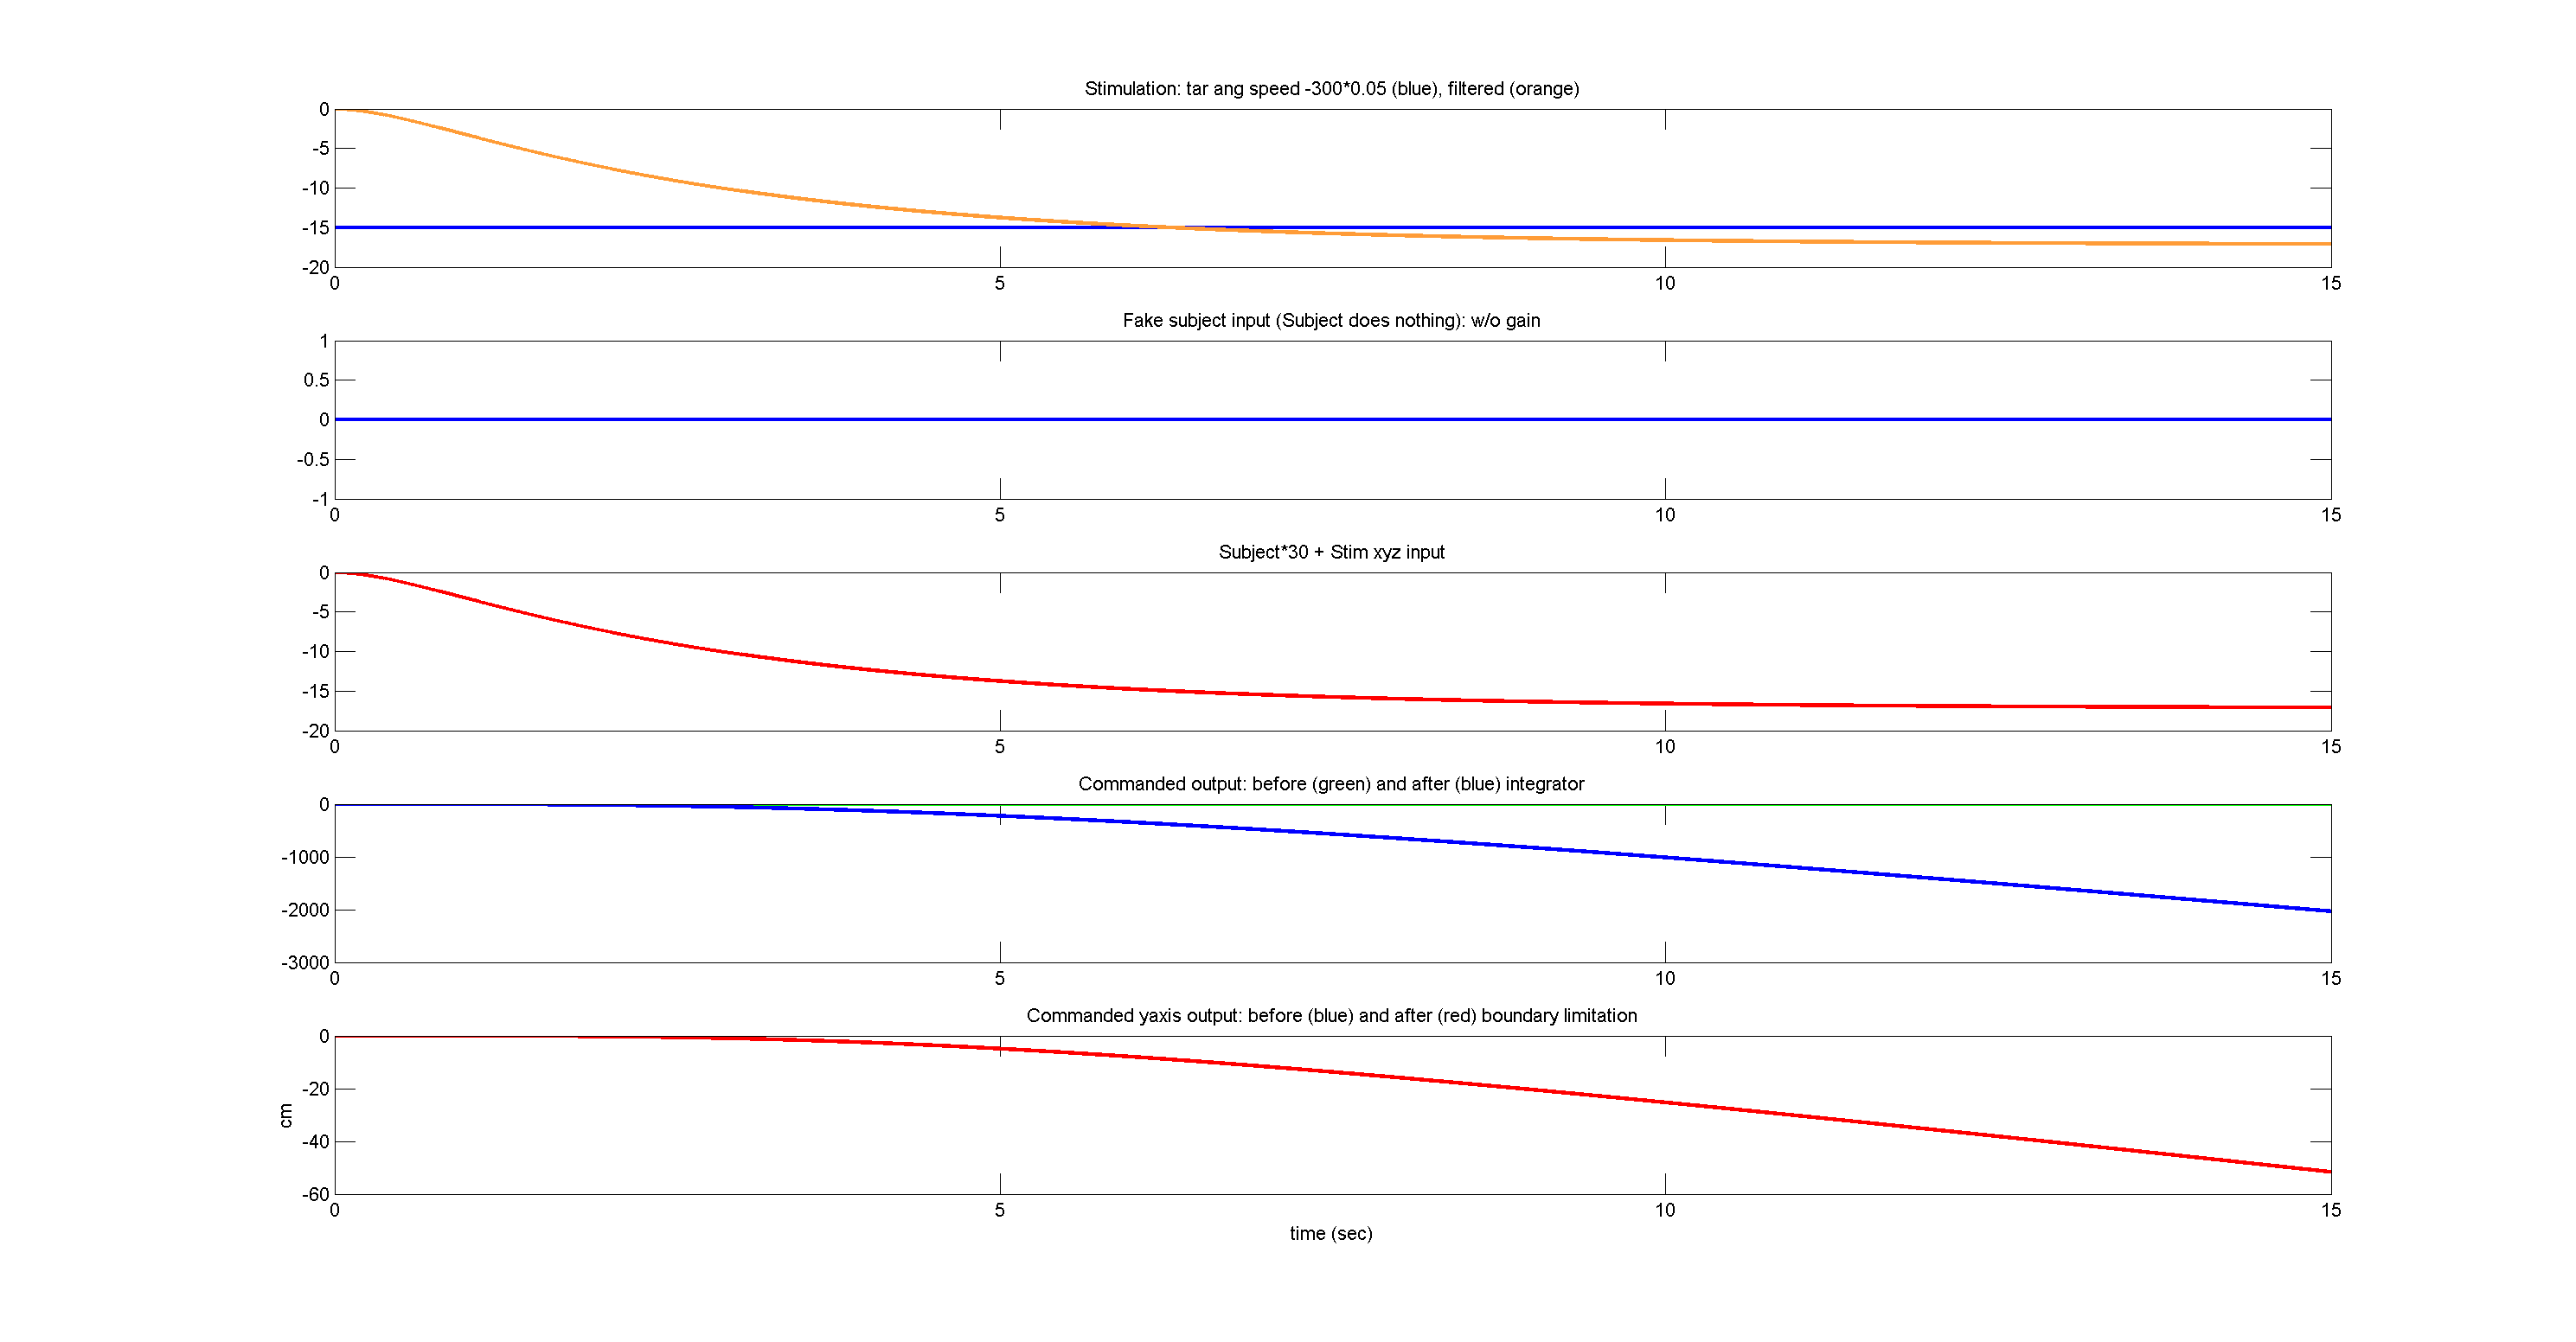 Stimulation: tar ang speed -300*0.05 (blue), filtered (orange)
0
-5
-10
-15
-20
0 5 10 15
Fake subject input (Subject does nothing): w/o gain
1
0.5
0
-0.5
-1
0 5 10 15
Subject*30 + Stim xyz input
0
-5
-10
-15
-20
0 5 10 15
Commanded output: before (green) and after (blue) integrator
0
-1000
-2000
-3000
0 5 10 15
Commanded yaxis output: before (blue) and after (red) boundary limitation
0
-20
-40
-60
cm
0 5 10 15
time (sec)